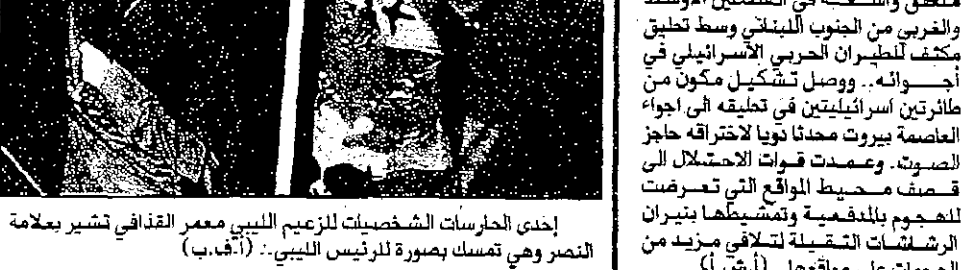 والغربي من الجنوب اللبناني وسط تحليق
مكثف للطيران الحربي الاسرائيلي في
أجوائه.. ووصل تشكيل مكون من
طائرتين اسرائيليتين في تحليقه الى اجواء
العاصمة بيروت محدثا دويا لاختراقه حاجز
الصوت. وعمدت قوات الاحتلال الى
قصف محيط المواقع التي تعرضت
للهجوم بالمدفعية وتمشيطها بنيران
الرشاشات الثقيلة لتلافي مزيد من
إحدى الحارسات الشخصيات للزعيم الليبي معمر القذافي تشير بعلامة
النصر وهي تمسك بصورة للرئيس الليبي.. (أ.ف.ب)